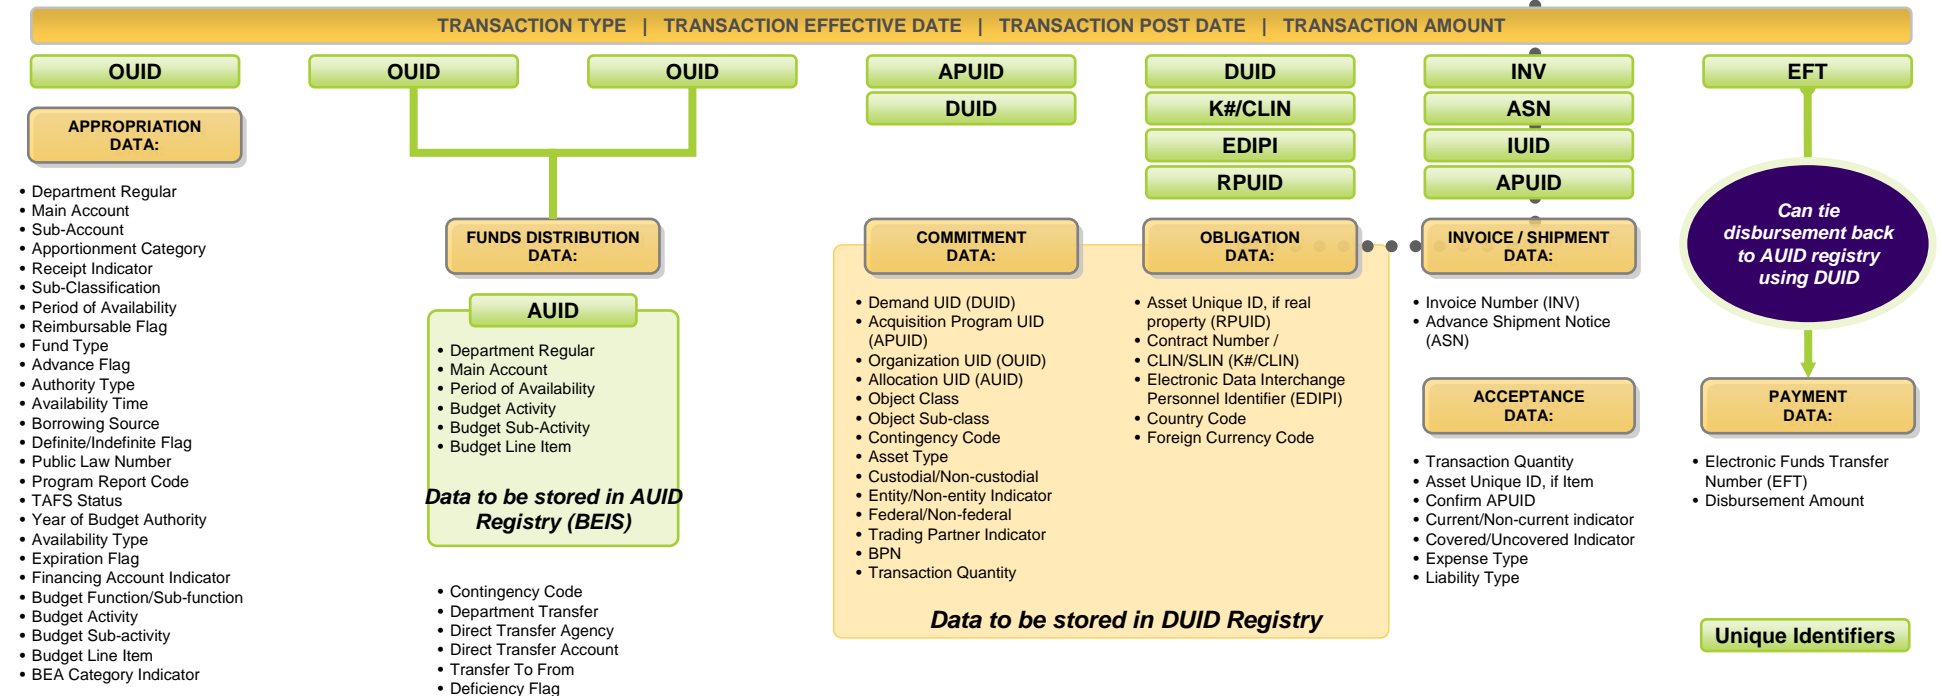 TRANSACTION TYPE | TRANSACTION EFFECTIVE DATE | TRANSACTION POST DATE | TRANSACTION AMOUNT
OUID
APPROPRIATION
DATA:
• Department Regular
• Main Account
• Sub-Account
• Apportionment Category
• Receipt Indicator
• Sub-Classification
• Period of Availability
• Reimbursable Flag
• Fund Type
• Advance Flag
• Authority Type
• Availability Time
• Borrowing Source
• Definite/Indefinite Flag
• Public Law Number
• Program Report Code
• TAFS Status
• Year of Budget Authority
• Availability Type
• Expiration Flag
• Financing Account Indicator
• Budget Function/Sub-function
• Budget Activity
• Budget Sub-activity
• Budget Line Item
• BEA Category Indicator
OUID
OUID
FUNDS DISTRIBUTION
DATA:
AUID
• Department Regular
• Main Account
• Period of Availability
• Budget Activity
• Budget Sub-Activity
• Budget Line Item
Data to be stored in AUID
Registry (BEIS)
• Contingency Code
• Department Transfer
• Direct Transfer Agency
• Direct Transfer Account
• Transfer To From
• Deficiency Flag
APUID
DUID
COMMITMENT
DATA:
• Demand UID (DUID)
• Acquisition Program UID
(APUID)
• Organization UID (OUID)
• Allocation UID (AUID)
• Object Class
• Object Sub-class
• Contingency Code
• Asset Type
• Custodial/Non-custodial
• Entity/Non-entity Indicator
• Federal/Non-federal
• Trading Partner Indicator
• BPN
• Transaction Quantity
DUID
K#/CLIN
EDIPI
RPUID
OBLIGATION
DATA:
• Asset Unique ID, if real
property (RPUID)
• Contract Number /
• CLIN/SLIN (K#/CLIN)
• Electronic Data Interchange
Personnel Identifier (EDIPI)
• Country Code
• Foreign Currency Code
Data to be stored in DUID Registry
INV
ASN
IUID
APUID
INVOICE / SHIPMENT
DATA:
• Invoice Number (INV)
• Advance Shipment Notice
(ASN)
ACCEPTANCE
DATA:
• Transaction Quantity
• Asset Unique ID, if Item
• Confirm APUID
• Current/Non-current indicator
• Covered/Uncovered Indicator
• Expense Type
• Liability Type
EFT
Can tie
disbursement back
to AUID registry
using DUID
PAYMENT
DATA:
• Electronic Funds Transfer
Number (EFT)
• Disbursement Amount
Unique Identifiers